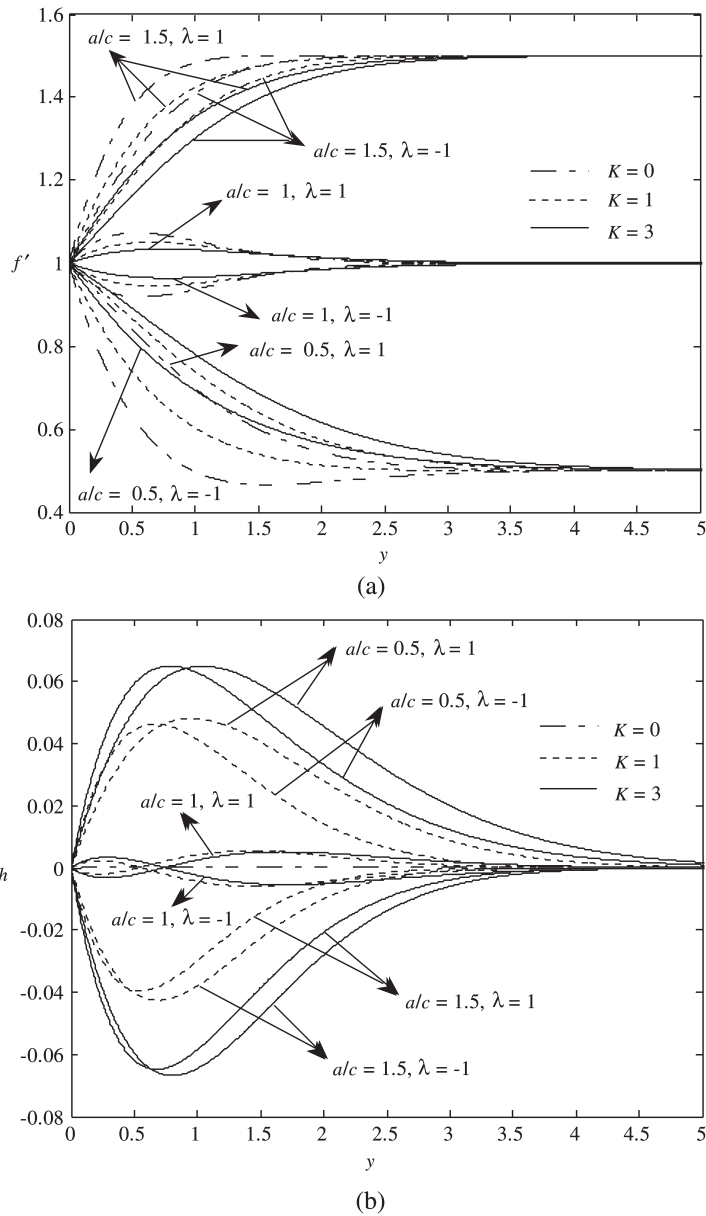 1.6
a/c = 1.5, λ = 1
1.4
a/c = 1.5, λ = -1
K = 0
1.2
a/c = 1, λ = 1
K = 1
K = 3
f′
1
a/c = 1, λ = -1
a/c = 0.5, λ = 1
0.8
0.6
a/c = 0.5, λ = -1
0.4
0 0.5 1 1.5 2 2.5 3 3.5 4 4.5 5
y
(a)
0.08
a/c = 0.5, λ = 1
0.06
a/c = 0.5, λ = -1
K = 0
0.04
K = 1
a/c = 1, λ = 1
K = 3
0.02
h
0
a/c = 1, λ = -1
-0.02
-0.04
a/c = 1.5, λ = 1
-0.06
a/c = 1.5, λ = -1
-0.08
0 0.5 1 1.5 2 2.5 3 3.5 4 4.5 5
y
(b)